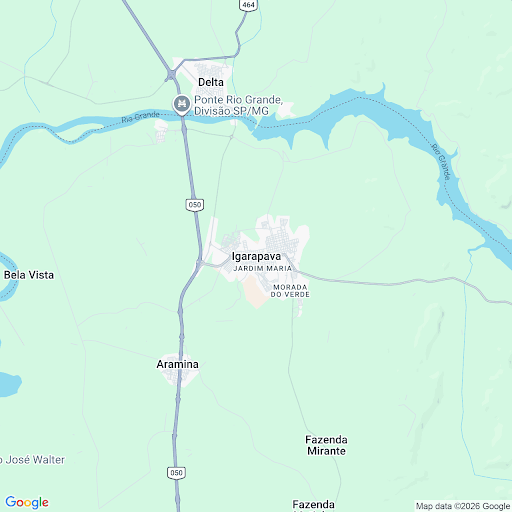 464
Delta
Ponte Rio Grande,
Divisão SP/MG
Rio Grande
Rio Grande
050
Igarapava
JARDIM MARIA
Bela Vista
MORADA
DO VERDE
Aramina
Fazenda
Mirante
José Walter
050
Fazenda
Google
Map data ©2026 Google